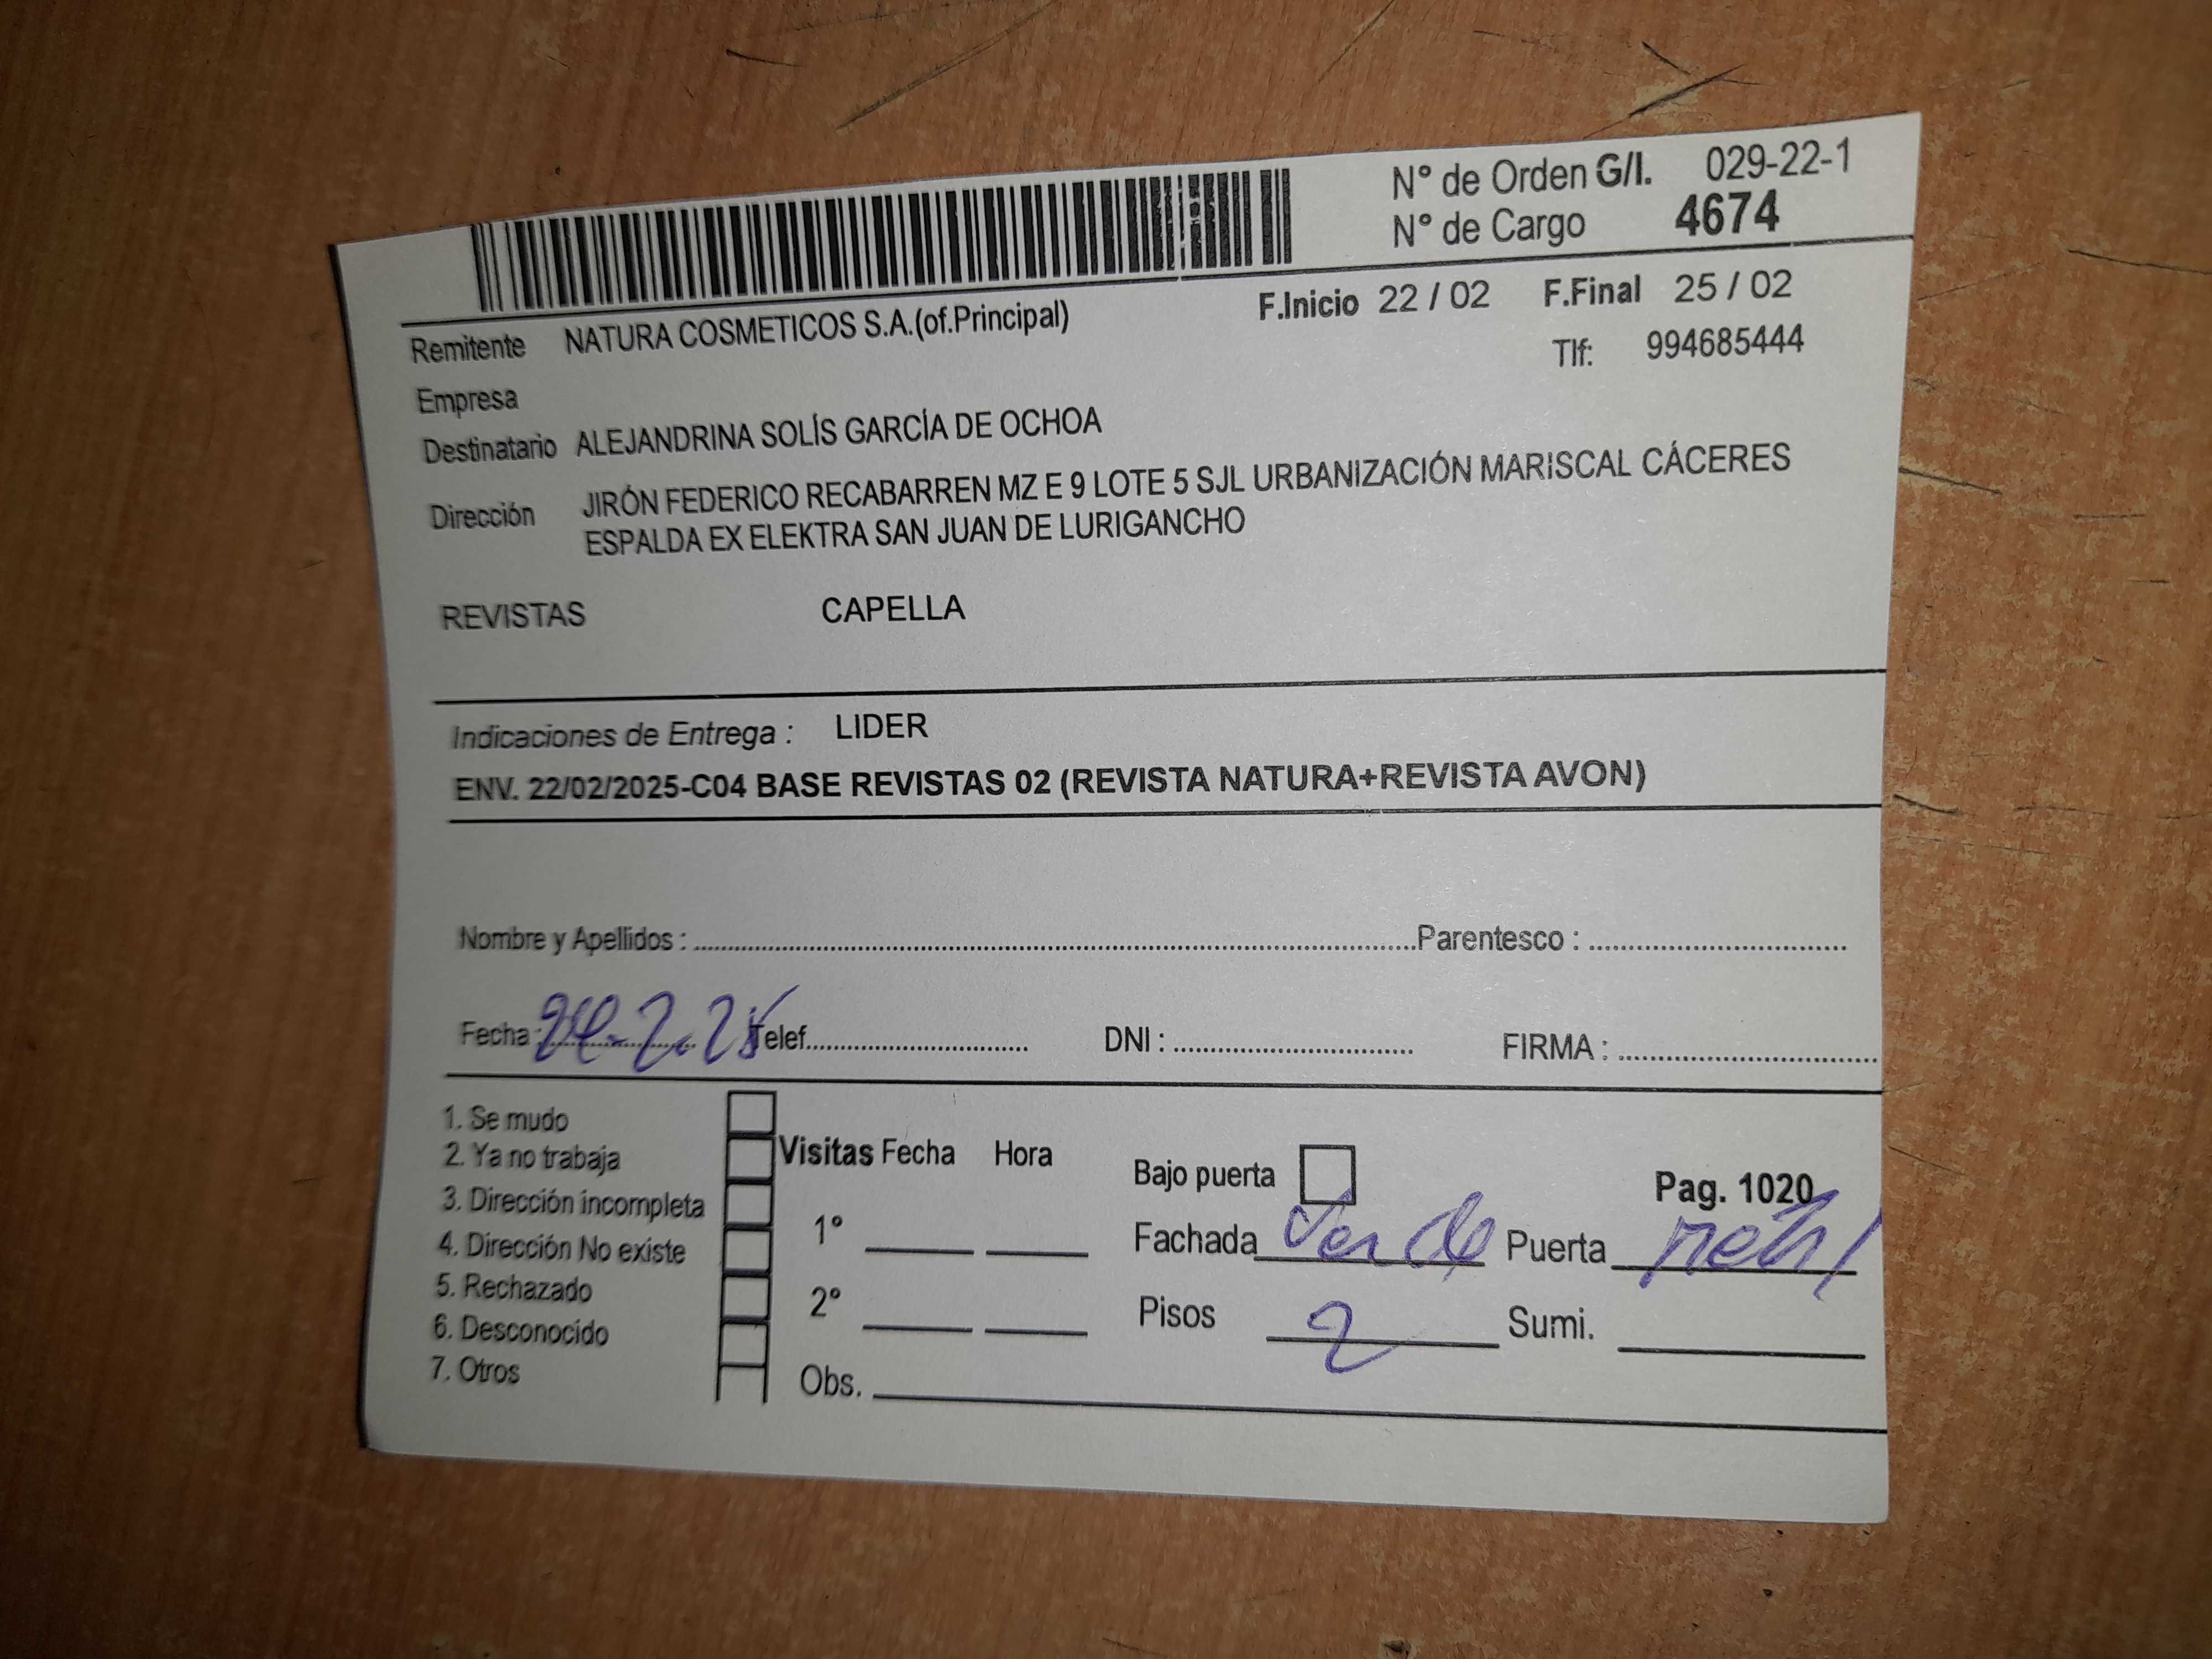 N° de Orden G/I. 029-22-1
N° de Cargo 4674
F.Inicio 22 / 02 F.Final 25 / 02
Remitente NATURA COSMETICOS S.A.(of.Principal)
Tlf: 994685444
Empresa
Destinatario ALEJANDRINA SOLÍS GARCÍA DE OCHOA
Dirección JIRÓN FEDERICO RECABARREN MZ E 9 LOTE 5 SJL URBANIZACIÓN MARISCAL CÁCERES
ESPALDA EX ELEKTRA SAN JUAN DE LURIGANCHO
REVISTAS CAPELLA
Indicaciones de Entrega : LIDER
ENV. 22/02/2025-C04 BASE REVISTAS 02 (REVISTA NATURA+REVISTA AVON)
Nombre y Apellidos : Parentesco :
Fecha : 24-2-25 Telef. DNI : FIRMA :
1. Se mudo
2. Ya no trabaja
3. Dirección incompleta
4. Dirección No existe
5. Rechazado
6. Desconocido
7. Otros
Visitas Fecha Hora
1°
2°
Obs.
Bajo puerta Pag. 1020
Fachada Verde Puerta
Pisos 2 Sumi.